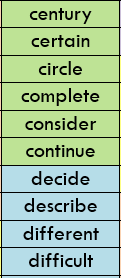 century
certain
circle
complete
consider
continue
decide
describe
different
difficult